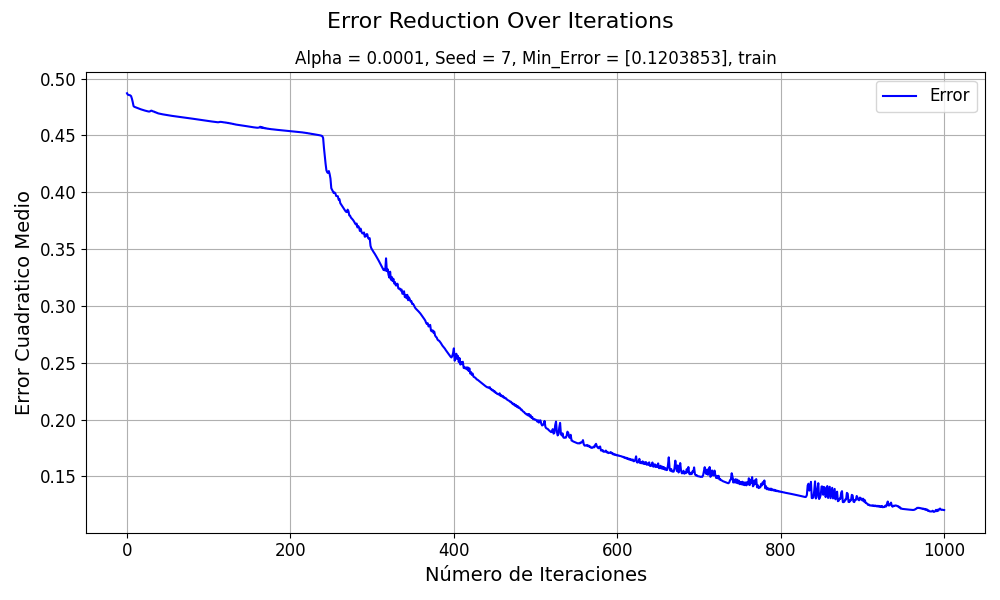 Error Reduction Over Iterations
Alpha = 0.0001, Seed = 7, Min_Error = [0.1203853], train
Error
Error Cuadratico Medio
0.50
0.45
0.40
0.35
0.30
0.25
0.20
0.15
0 200 400 600 800 1000
Número de Iteraciones